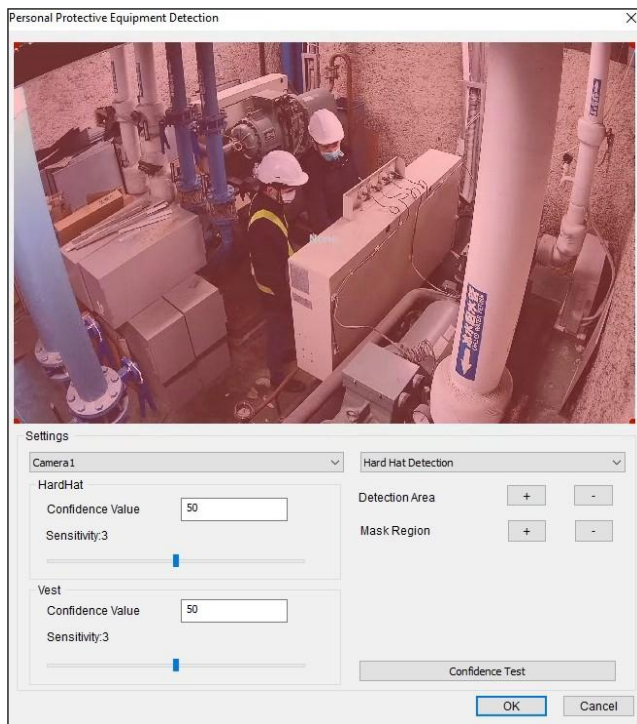 Personal Protective Equipment Detection
Settings
Camera1
Hard Hat Detection
HardHat
Confidence Value
50
Sensitivity:3
Detection Area
+
-
Mask Region
+
-
Vest
Confidence Value
50
Sensitivity:3
Confidence Test
OK
Cancel